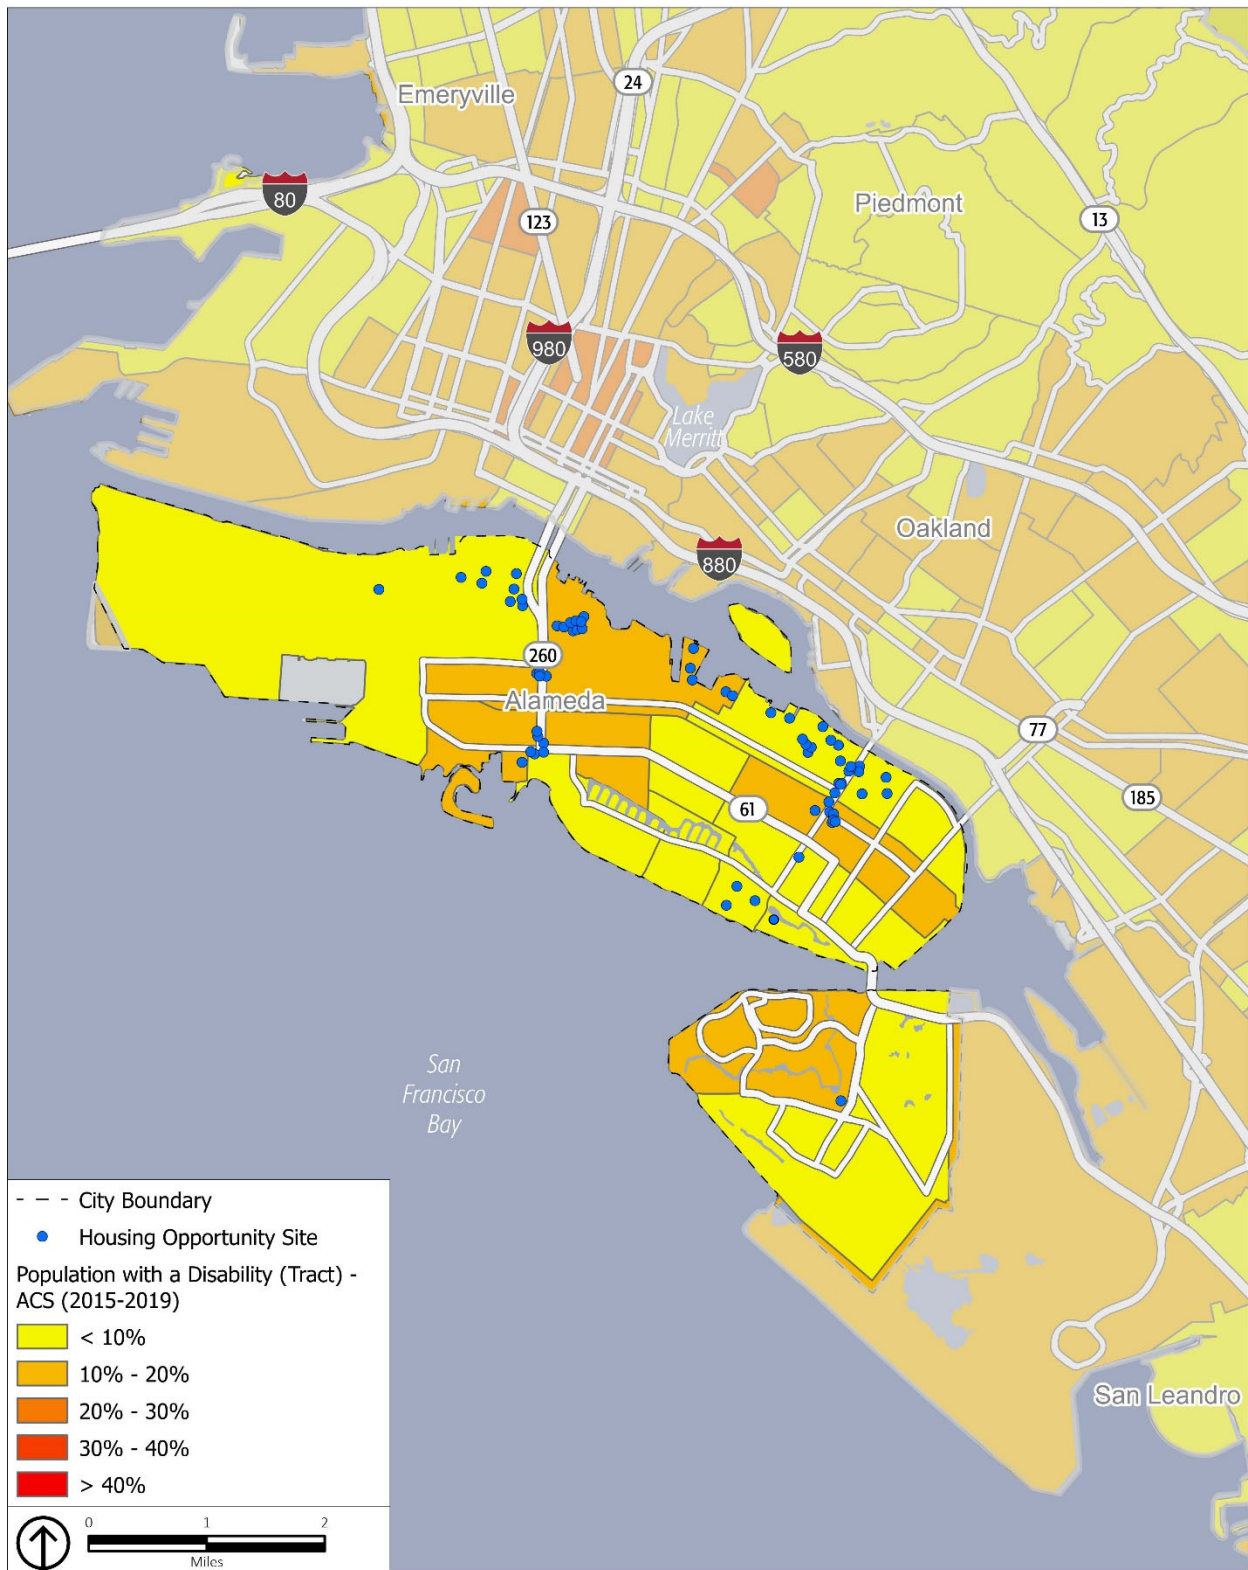 Emeryville
24
80
123
Piedmont
13
980
580
Lake
Merritt
Oakland
880
260
Alameda
77
61
185
San
Francisco
Bay
San Leandro
City Boundary
Housing Opportunity Site
Population with a Disability (Tract) -
ACS (2015-2019)
< 10%
10% - 20%
20% - 30%
30% - 40%
> 40%
0 1 2
Miles